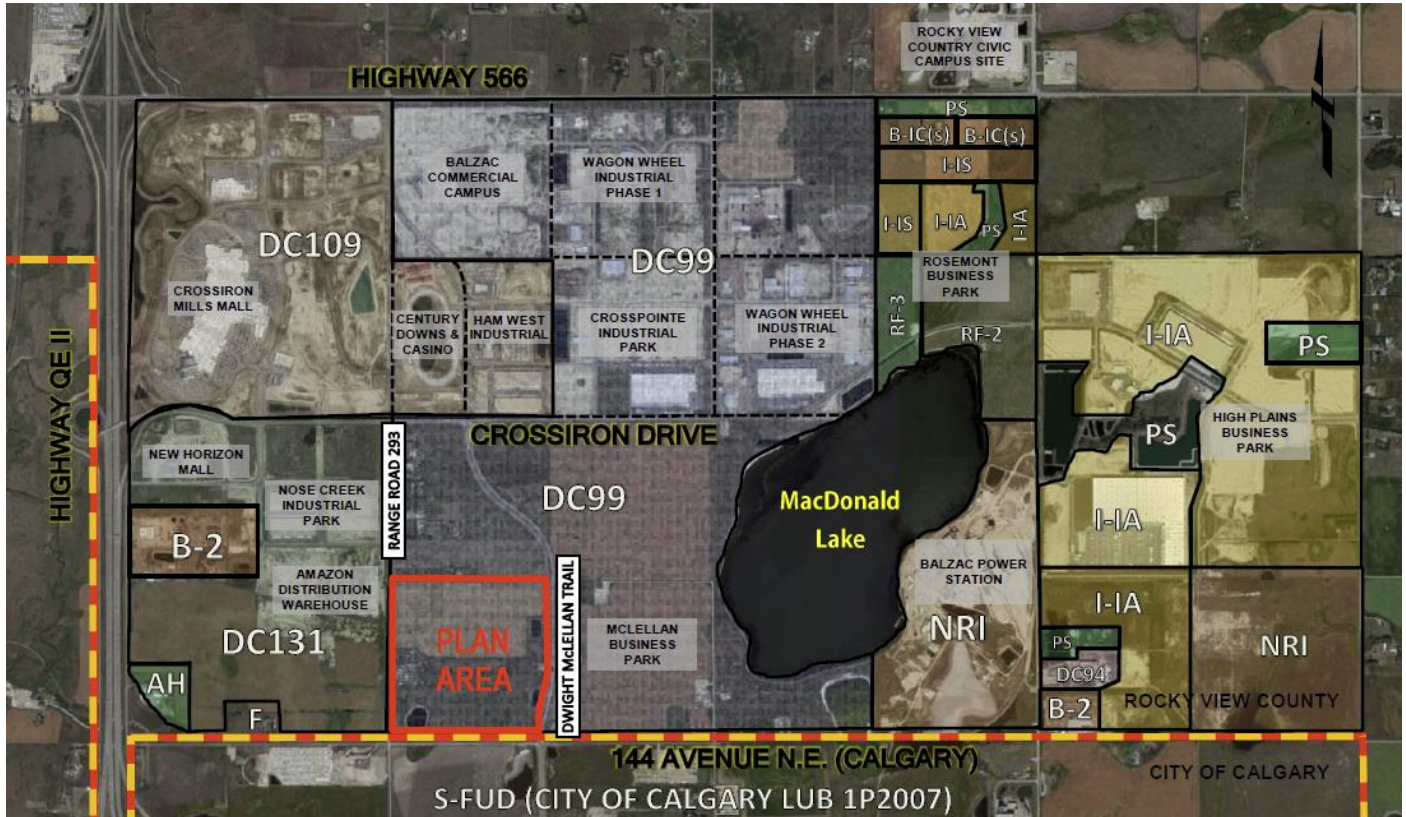 ROCKY VIEW
COUNTRY CIVIC
CAMPUS SITE
HIGHWAY 566
PS
B-IC(s)
B-IC(s)
I-IS
BALZAC
COMMERCIAL
CAMPUS
WAGON WHEEL
INDUSTRIAL
PHASE 1
I-IS
I-IA
PS
I-IA
DC109
DC99
ROSEMONT
BUSINESS
PARK
CROSSIRON
MILLS MALL
CENTURY
DOWNS &
CASINO
HAM WEST
INDUSTRIAL
CROSSPOINTE
INDUSTRIAL
PARK
WAGON WHEEL
INDUSTRIAL
PHASE 2
RF-3
RF-2
I-IA
PS
HIGHWAY QE II
PS
HIGH PLAINS
BUSINESS
PARK
CROSSIRON DRIVE
NEW HORIZON
MALL
RANGE ROAD 293
NOSE CREEK
INDUSTRIAL
PARK
DC99
MacDonald
Lake
I-IA
B-2
AMAZON
DISTRIBUTION
WAREHOUSE
BALZAC POWER
STATION
I-IA
DC131
PLAN
AREA
DWIGHT MCLELLAN TRAIL
MCLELLAN
BUSINESS
PARK
NRI
PS
NRI
DC94
AH
F
B-2
ROCKY VIEW COUNTY
144 AVENUE N.E. (CALGARY)
CITY OF CALGARY
S-FUD (CITY OF CALGARY LUB 1P2007)